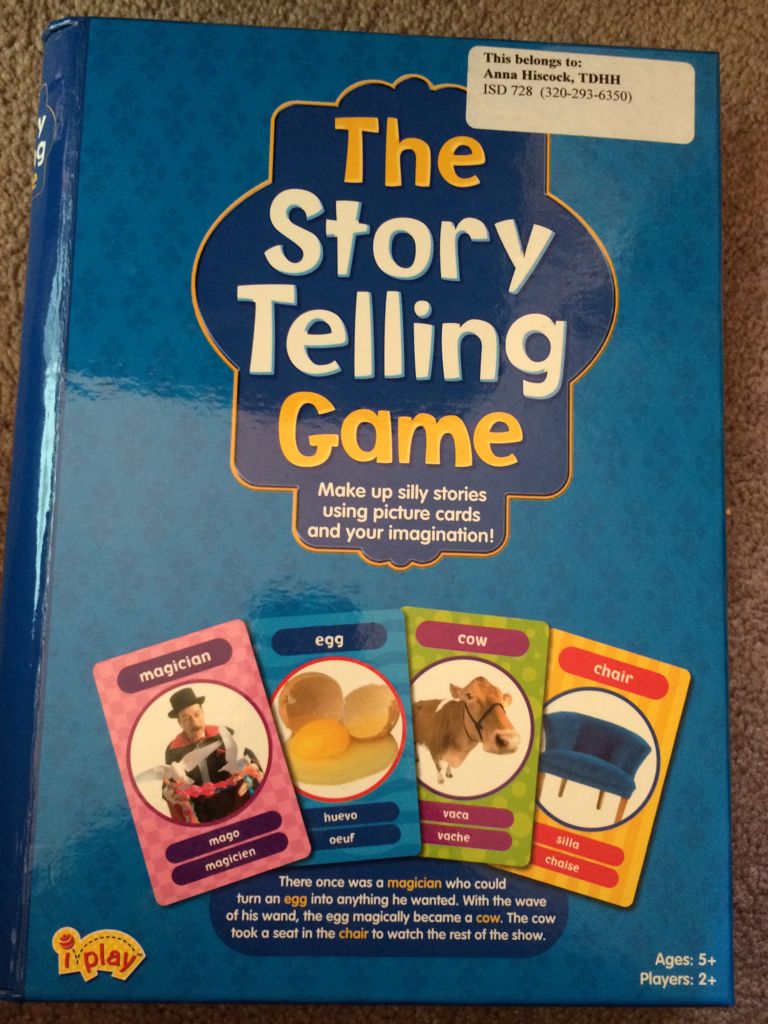 This belongs to:
Anna Hiscock, TDHH
ISD 728 (320-293-6350)
The
Story
Telling
Game
Make up silly stories
using picture cards
and your imagination!
magician
mago
magicien
egg
huevo
oeuf
cow
vaca
vache
chair
silla
chaise
There once was a magician who could
turn an egg into anything he wanted. With the wave
of his wand, the egg magically became a cow. The cow
took a seat in the chair to watch the rest of the show.
i play
Ages: 5+
Players: 2+